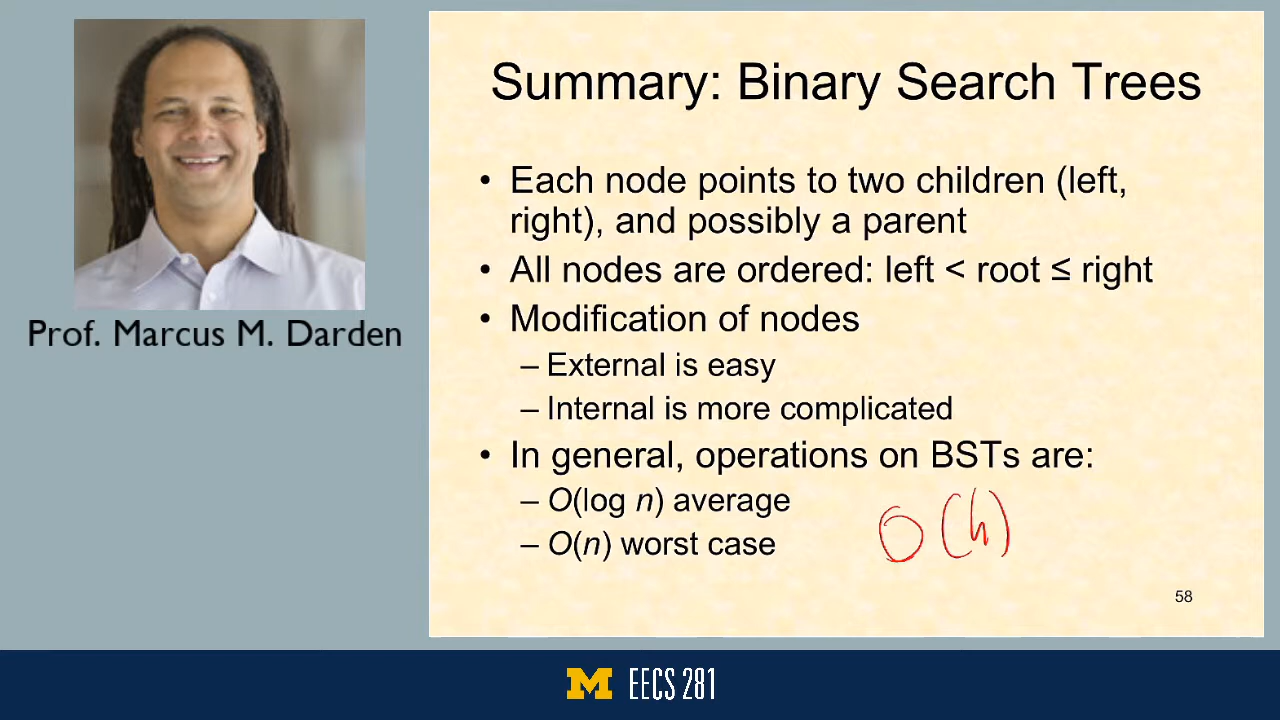 Prof. Marcus M. Darden
Summary: Binary Search Trees
• Each node points to two children (left,
right), and possibly a parent
• All nodes are ordered: left < root ≤ right
• Modification of nodes
– External is easy
– Internal is more complicated
• In general, operations on BSTs are:
– O(log n) average
– O(n) worst case
O(h)
58
M EECS 281